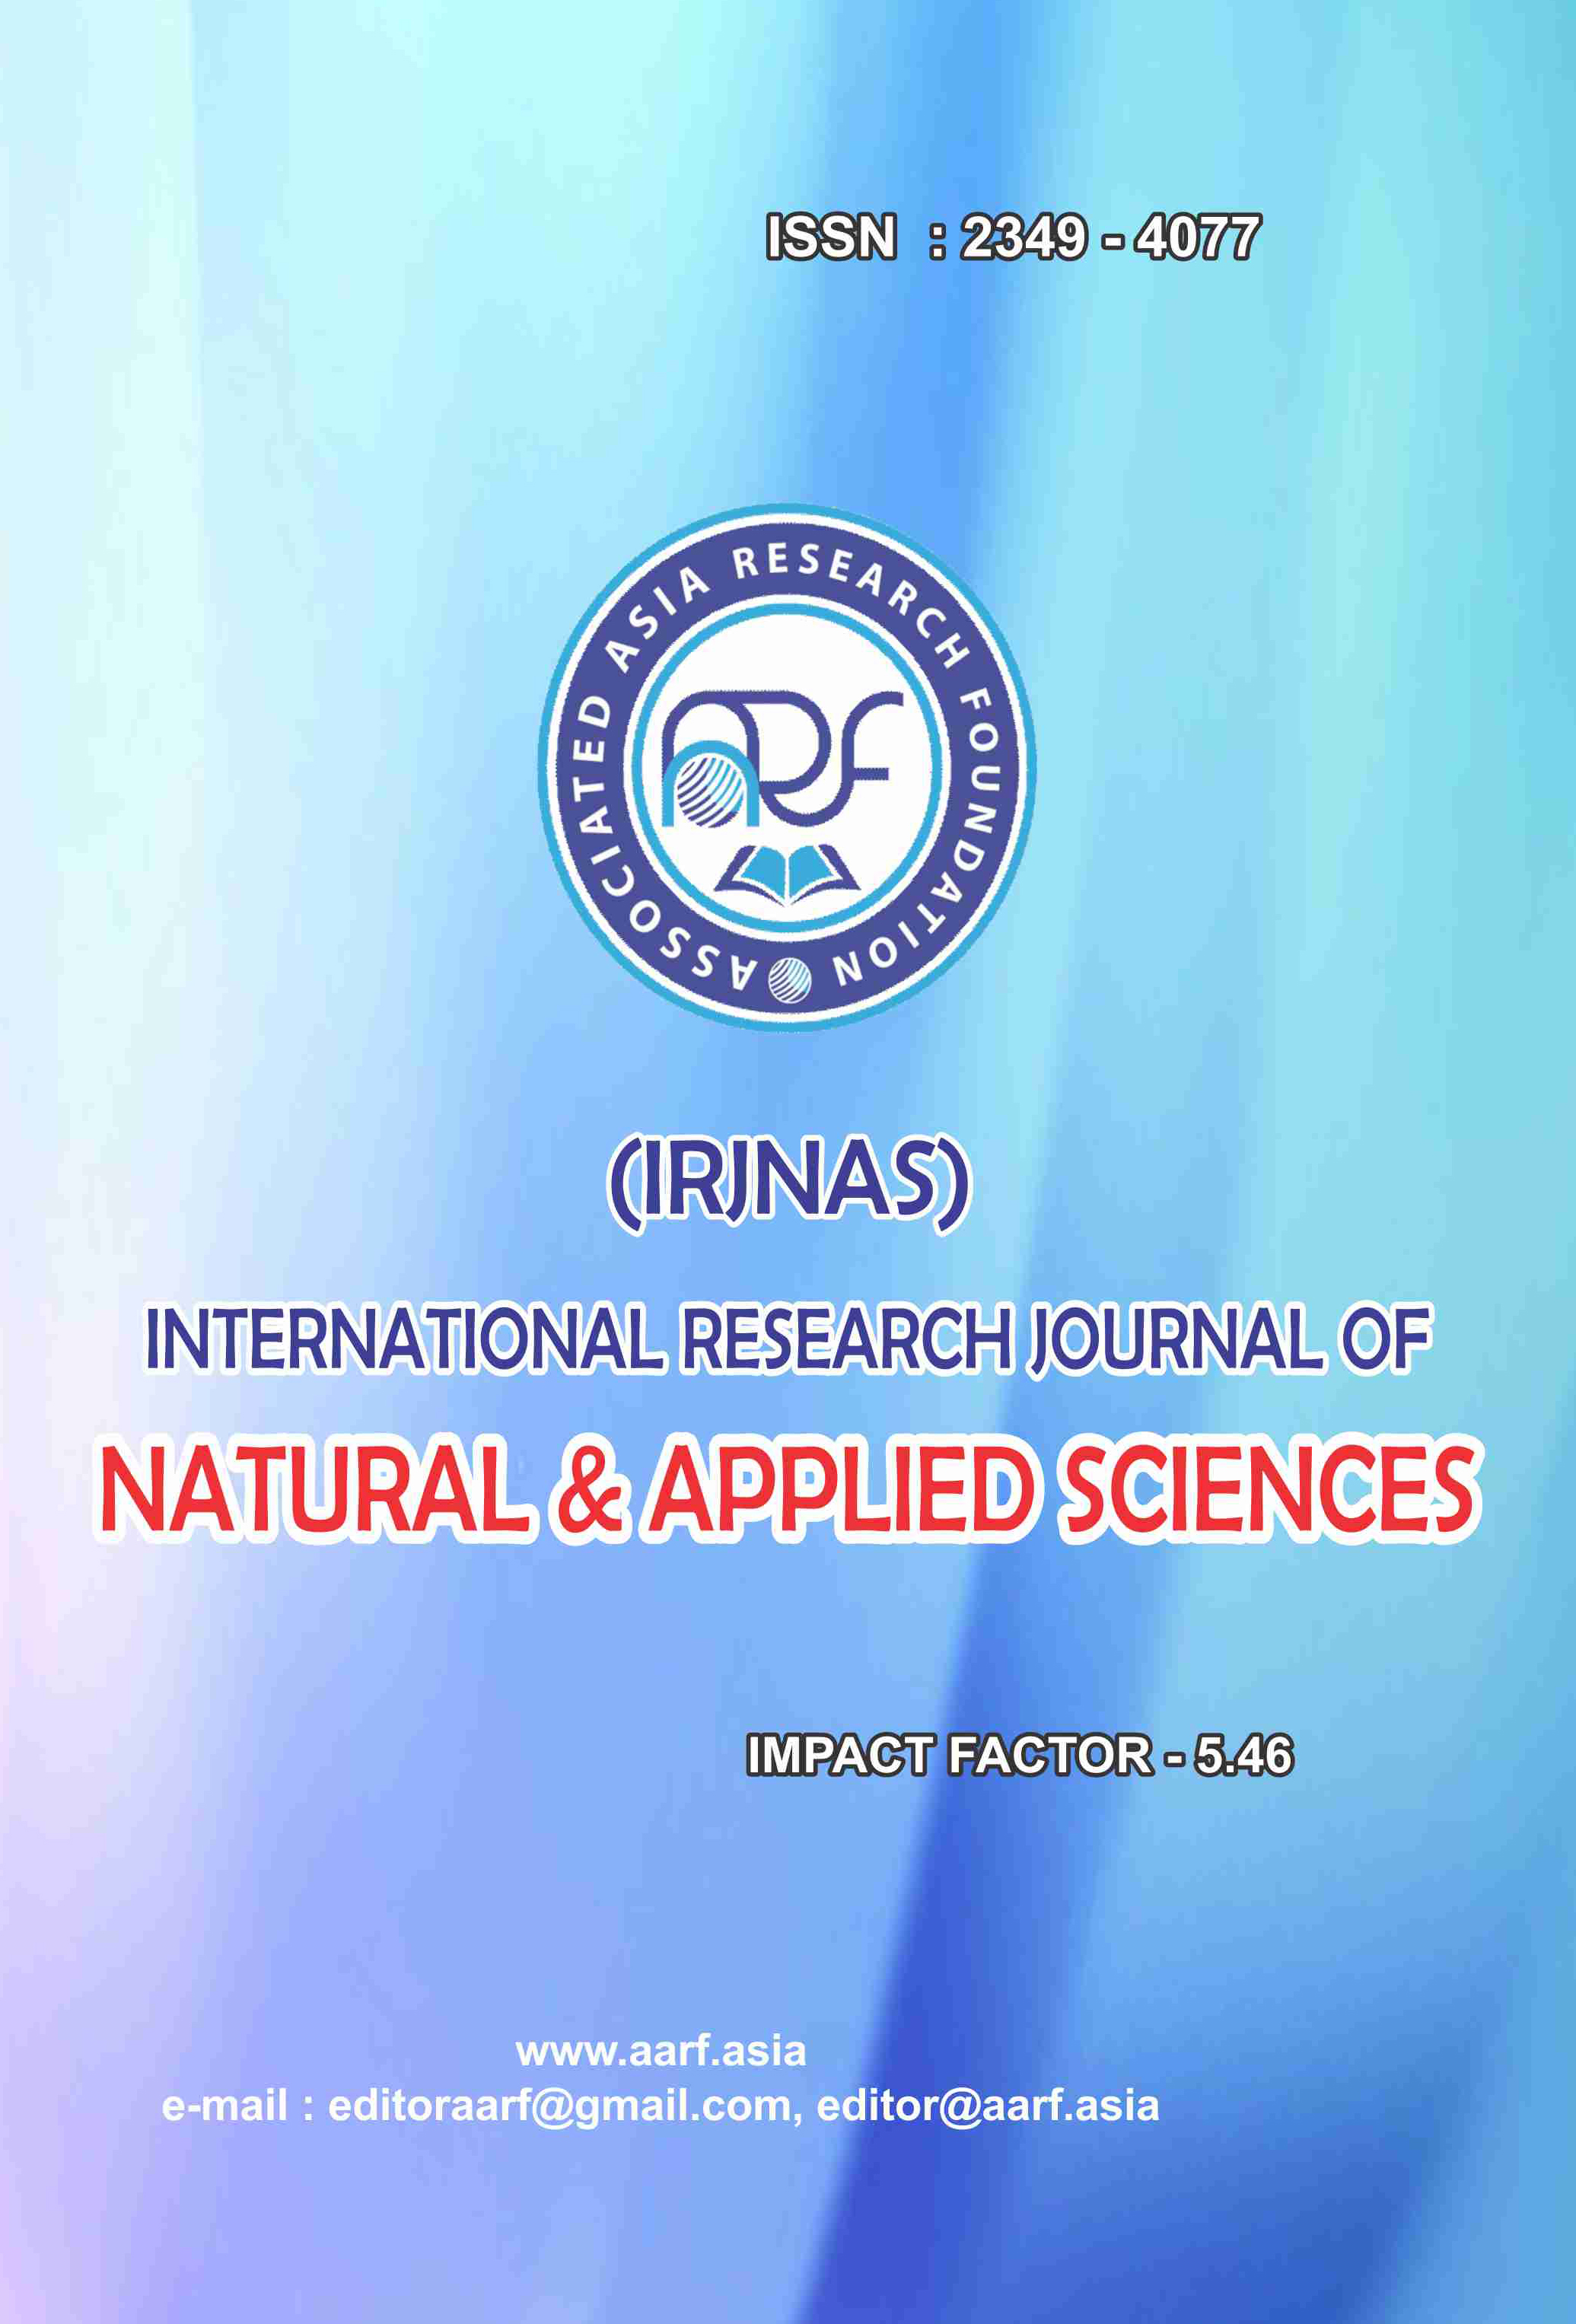 ISSN : 2349 - 4077
ASSOCIATED ASIA RESEARCH FOUNDATION
AARF
(IRJNAS)
INTERNATIONAL RESEARCH JOURNAL OF
NATURAL & APPLIED SCIENCES
IMPACT FACTOR - 5.46
www.aarf.asia
e-mail : editoraarf@gmail.com, editor@aarf.asia